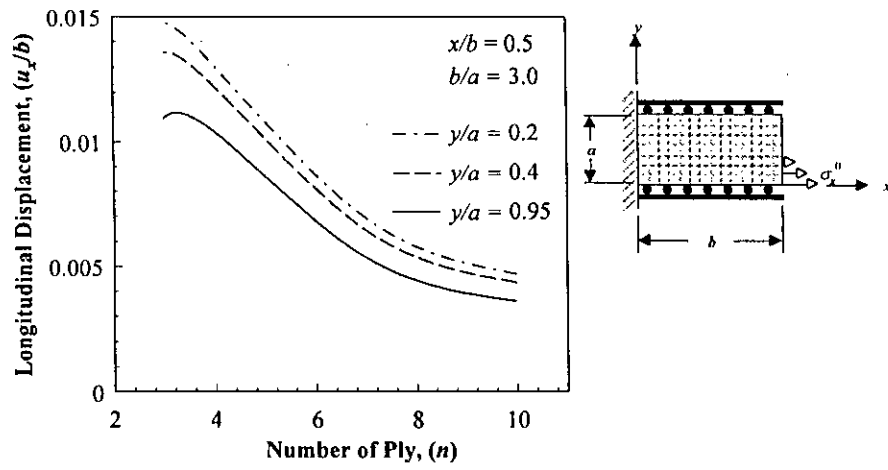 0.015
0.01
0.005
0
2
4
6
8
10
Longitudinal Displacement, (u_x/b)
Number of Ply, (n)
x/b = 0.5
b/a = 3.0
y/a = 0.2
y/a = 0.4
y/a = 0.95
y
a
σ_x^0
x
b